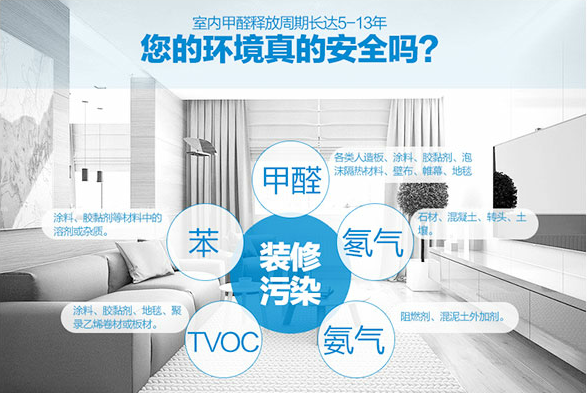 室内甲醛释放周期长达5-13年
您的环境真的安全吗?
各类人造板、涂料、胶黏剂、泡
沫隔热材料、壁布、帷幕、地毯
甲醛
涂料、胶黏剂等材料中的
溶剂或杂质。
苯
氡气
石材、混凝土、转头、土
壤。
装修
污染
涂料、胶黏剂、地毯、聚
录乙烯卷材或板材。
TVOC
氨气
阻燃剂、混泥土外加剂。